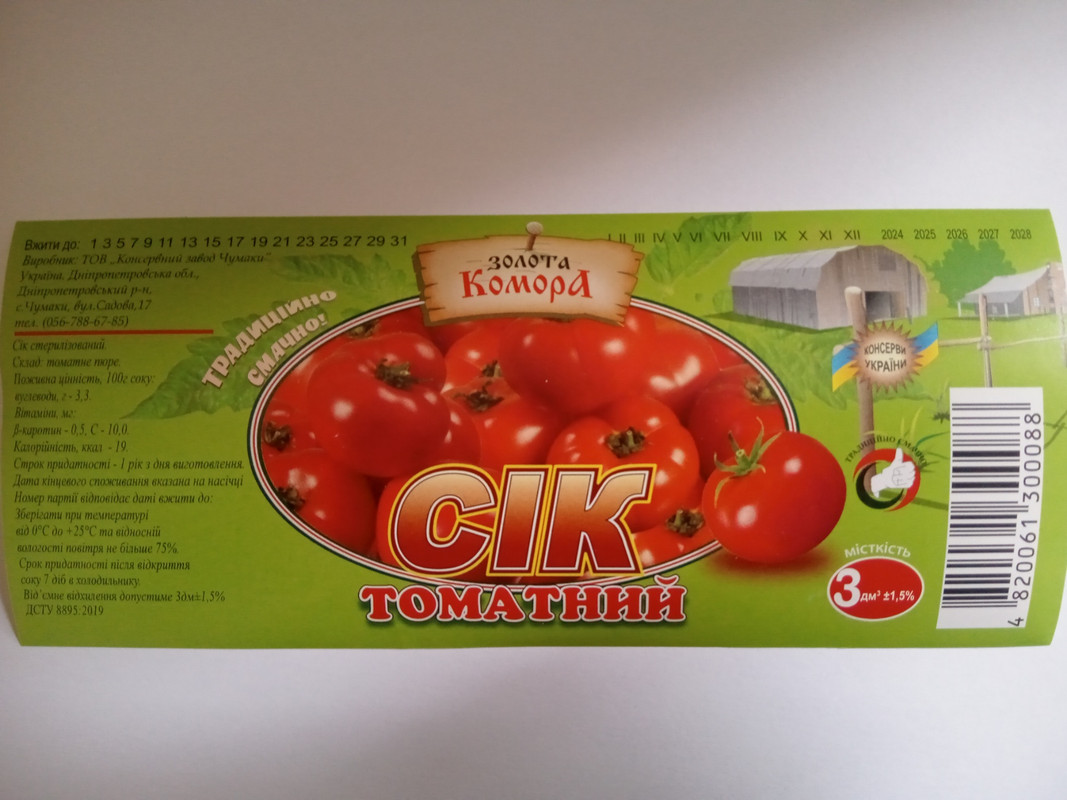 Вжити до: 1 3 5 7 9 11 13 15 17 19 21 23 25 27 29 31
I II III IV V VI VII VIII IX X XI XII 2024 2025 2026 2027 2028
Виробник: ТОВ „Консервний завод Чумаки"
Україна, Дніпропетровська обл.,
Дніпропетровський р-н,
с.Чумаки, вул.Садова,17
тел. (056-788-67-85)
Сік стерилізований.
Склад: томатне пюре.
Поживна цінність, 100г соку:
вуглеводи, г - 3,3.
Вітаміни, мг:
β-каротин - 0,5, С - 10,0.
Калорійність, ккал - 19.
Строк придатності - 1 рік з дня виготовлення.
Дата кінцевого споживання вказана на насічці
Номер партії відповідає даті вжити до:
Зберігати при температурі
від 0°С до +25°С та відносній
вологості повітря не більше 75%.
Срок придатності після відкриття
соку 7 діб в холодильнику.
Від'ємне відхилення допустиме 3дм±1,5%
ДСТУ 8895:2019
ТРАДИЦІЙНО
СМАЧНО!
ЗОЛОТА
КОМОРА
СІК
ТОМАТНИЙ
КОНСЕРВИ
УКРАЇНИ
ТРАДИЦІЙНО СМАЧНО
МІСТКІСТЬ
3 дм³ ±1,5%
4 820061 300088